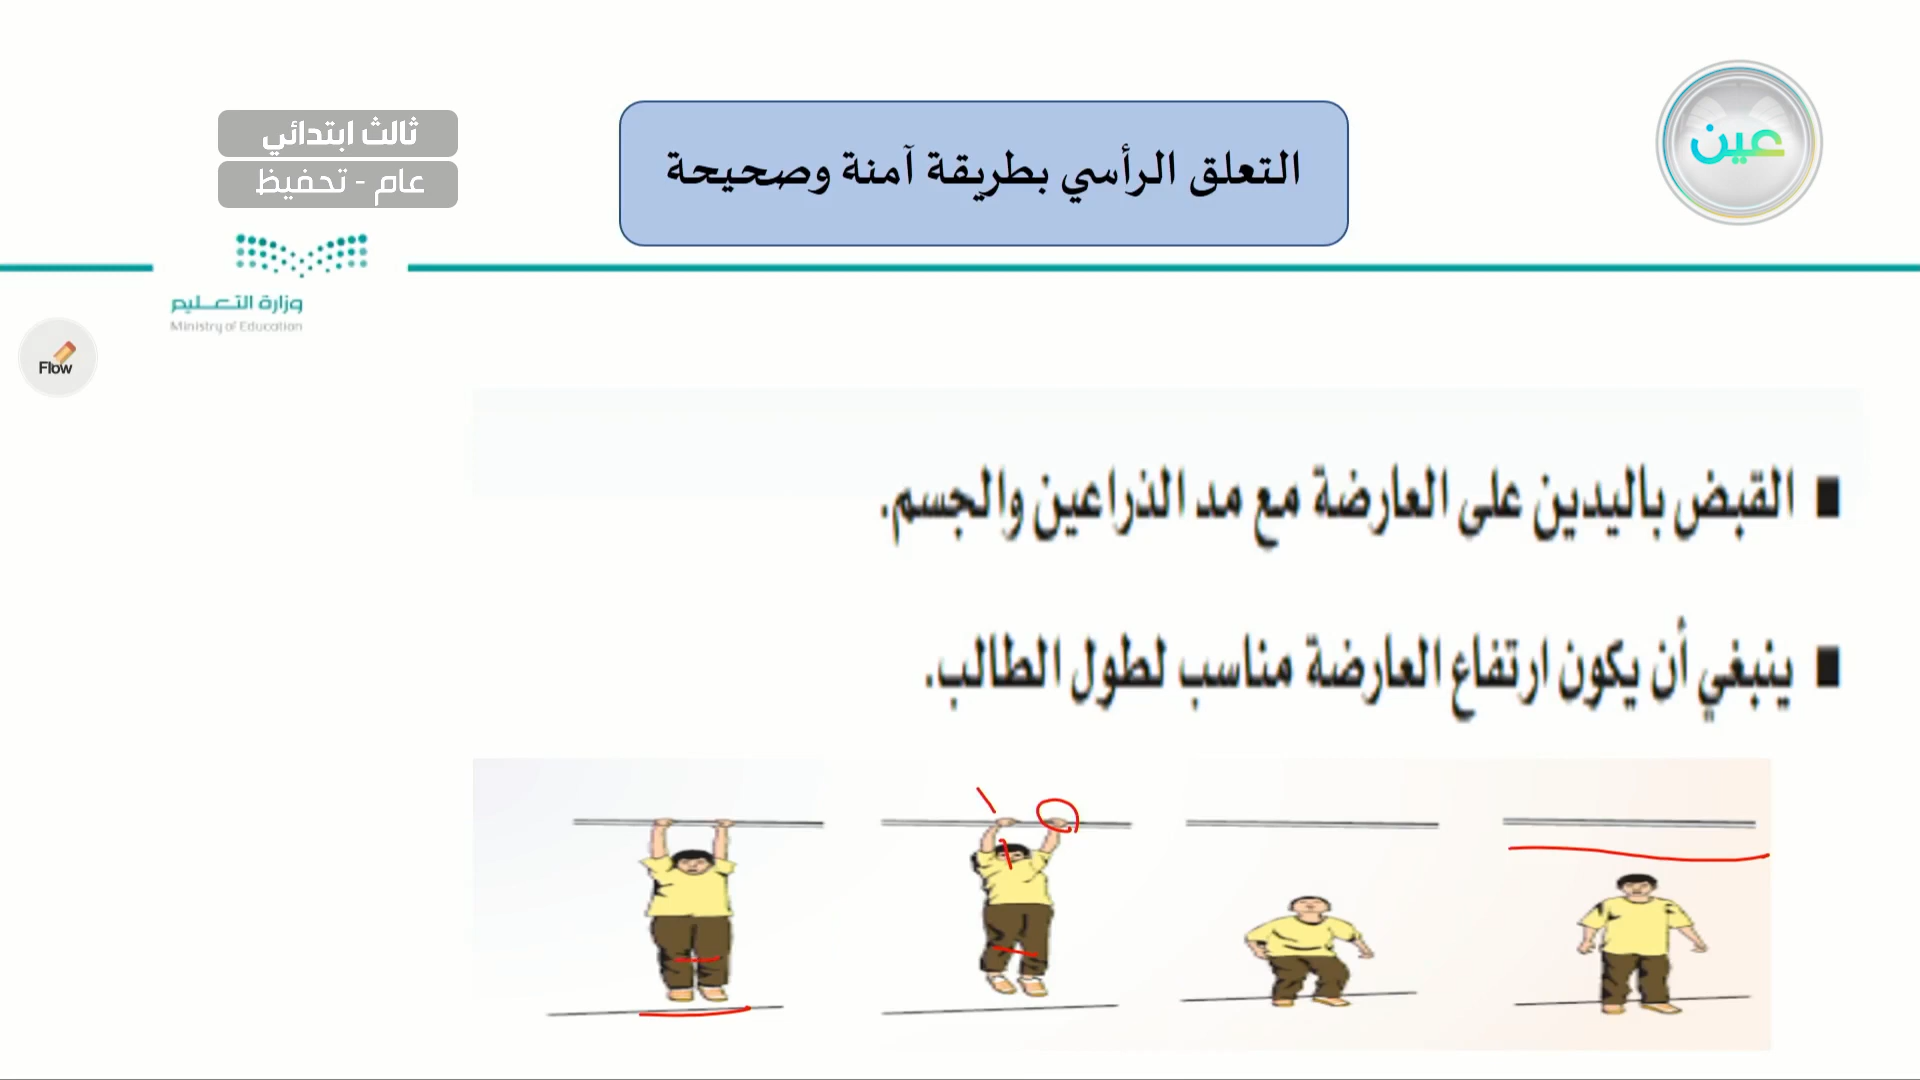 عين
التعلق الرأسي بطريقة آمنة وصحيحة
ثالث ابتدائي
عام - تحفيظ
وزارة التعليم
Ministry of Education
Flow
■ القبض باليدين على العارضة مع مد الذراعين والجسم.
■ ينبغي أن يكون ارتفاع العارضة مناسب لطول الطالب.